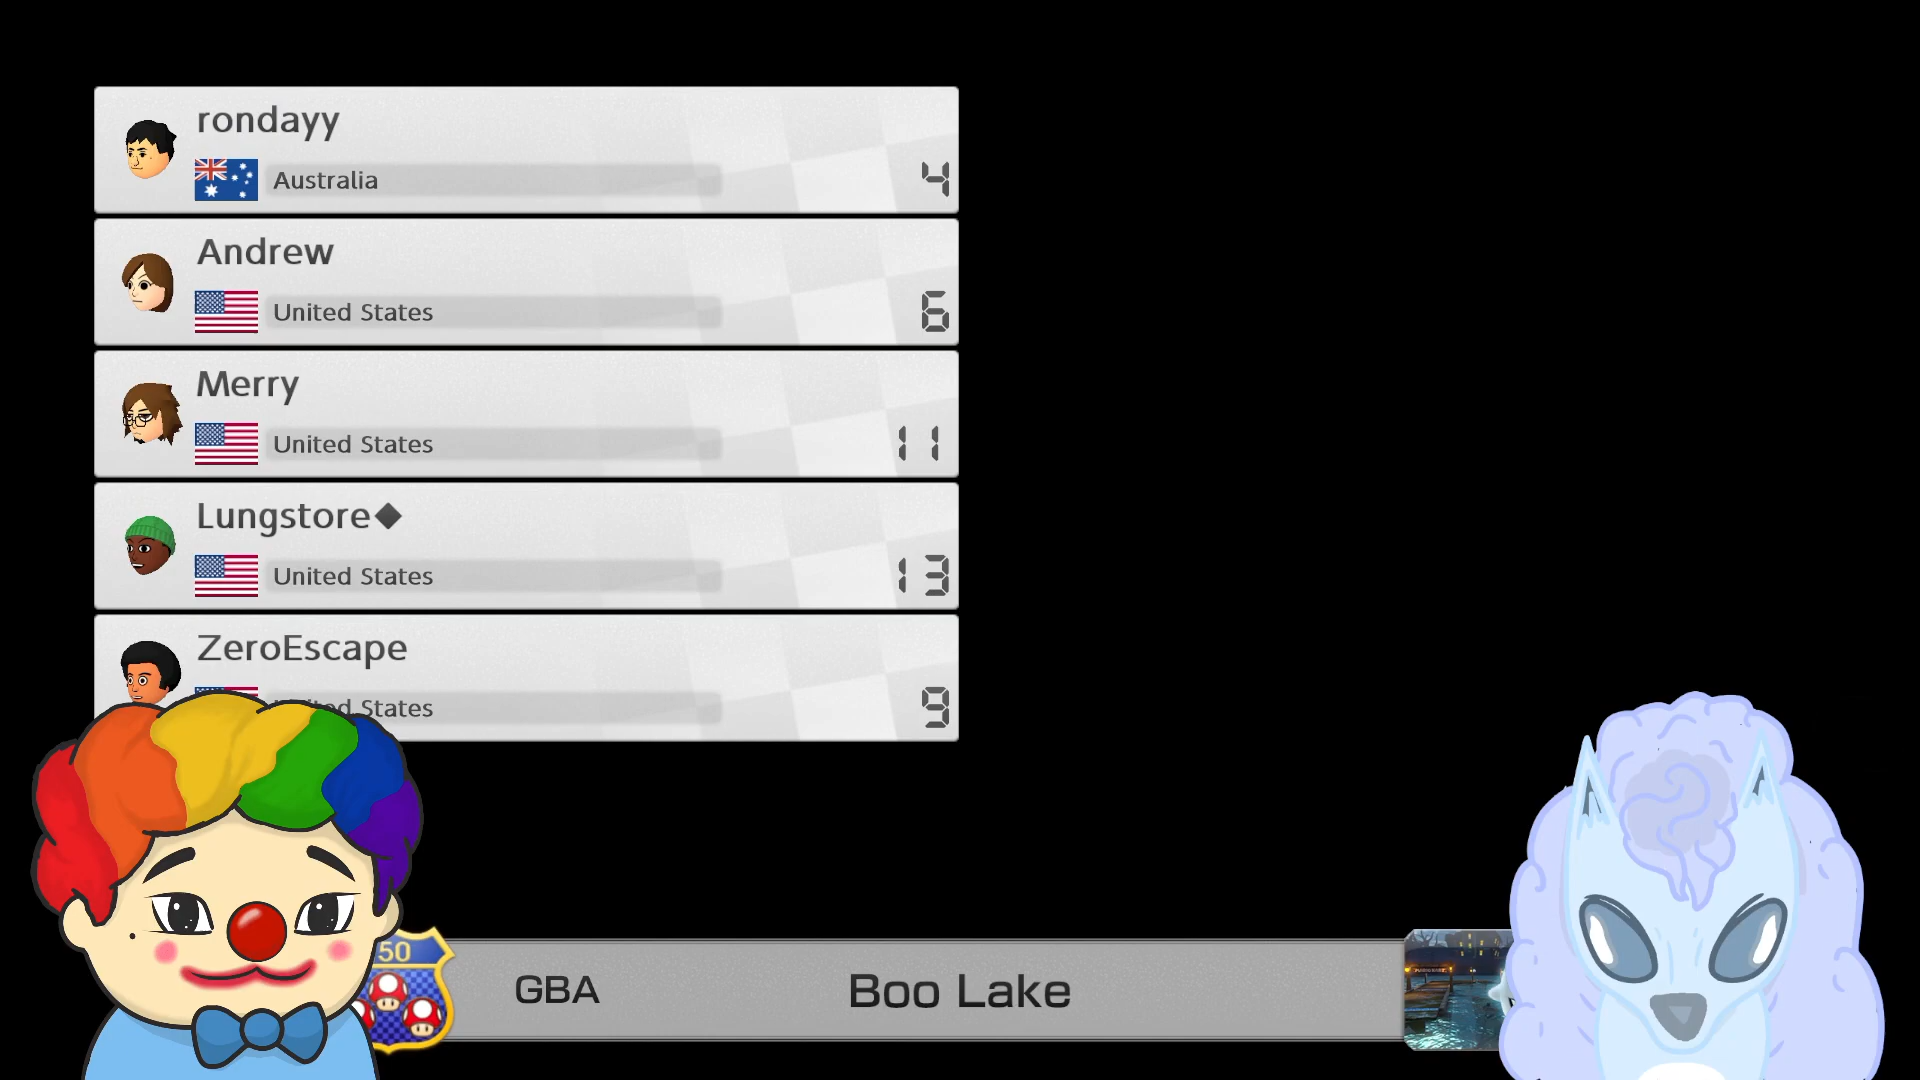 rondayy
Australia
4
Andrew
United States
6
Merry
United States
11
Lungstore◆
United States
13
ZeroEscape
States
9
50
GBA
Boo Lake